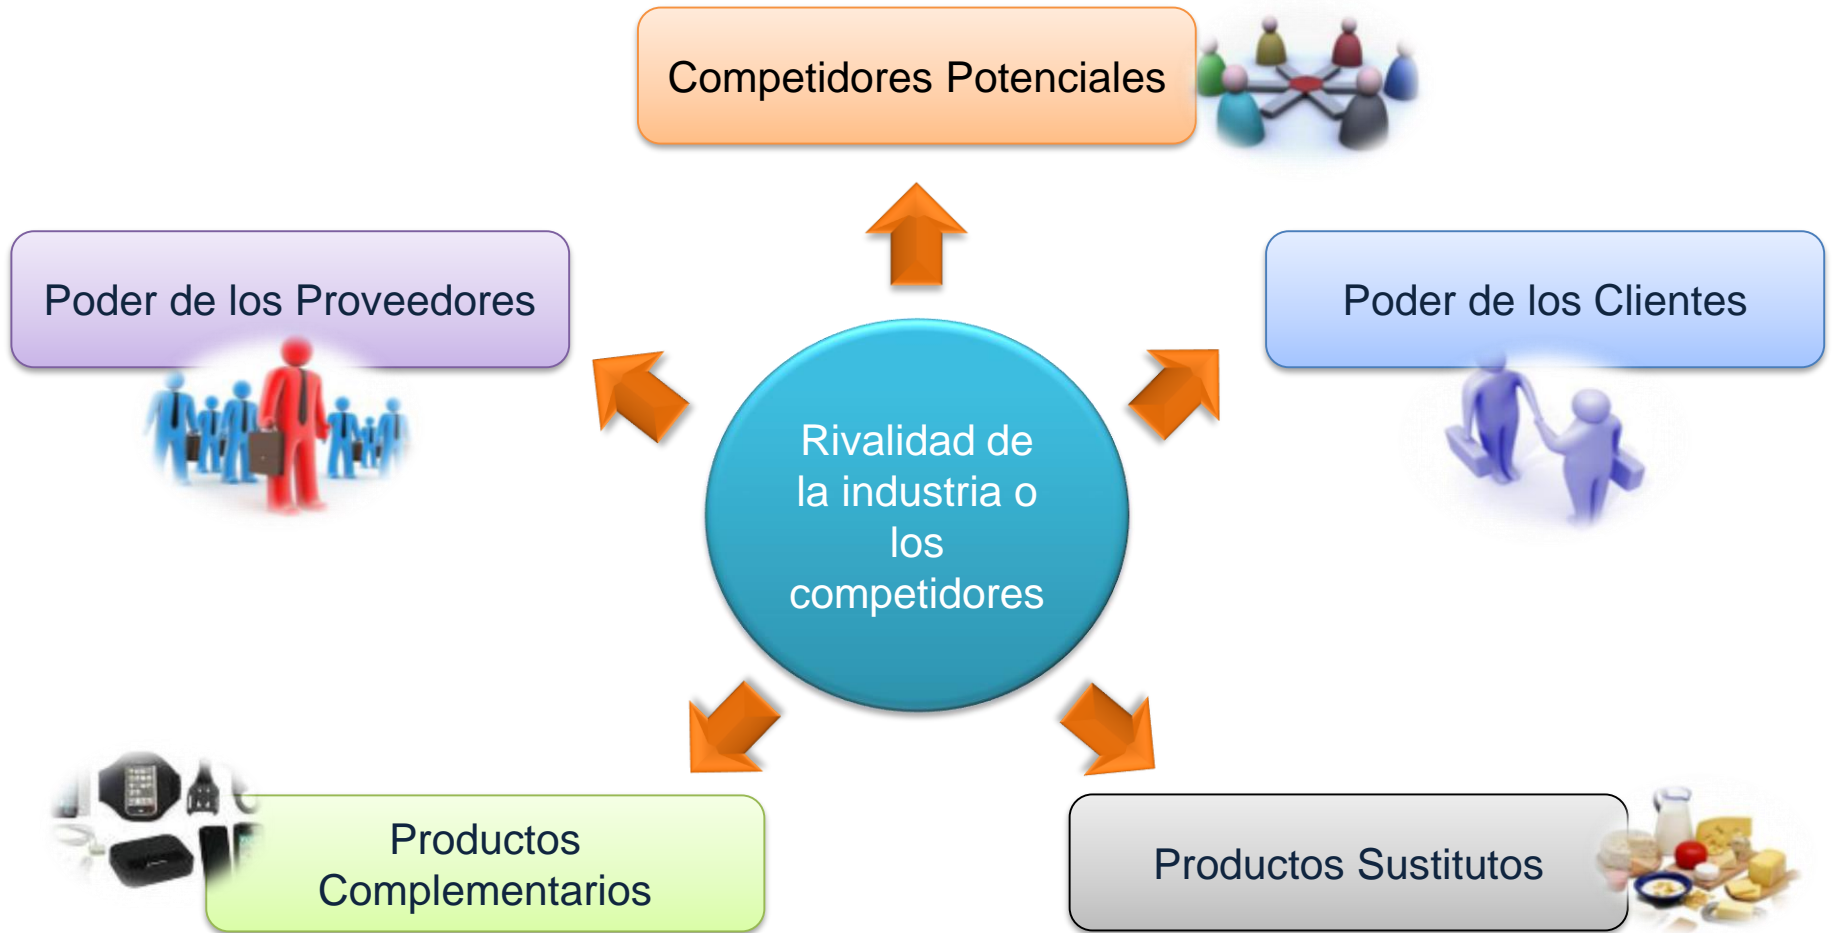 Competidores Potenciales
Poder de los Proveedores
Poder de los Clientes
Rivalidad de
la industria o
los
competidores
Productos
Complementarios
Productos Sustitutos